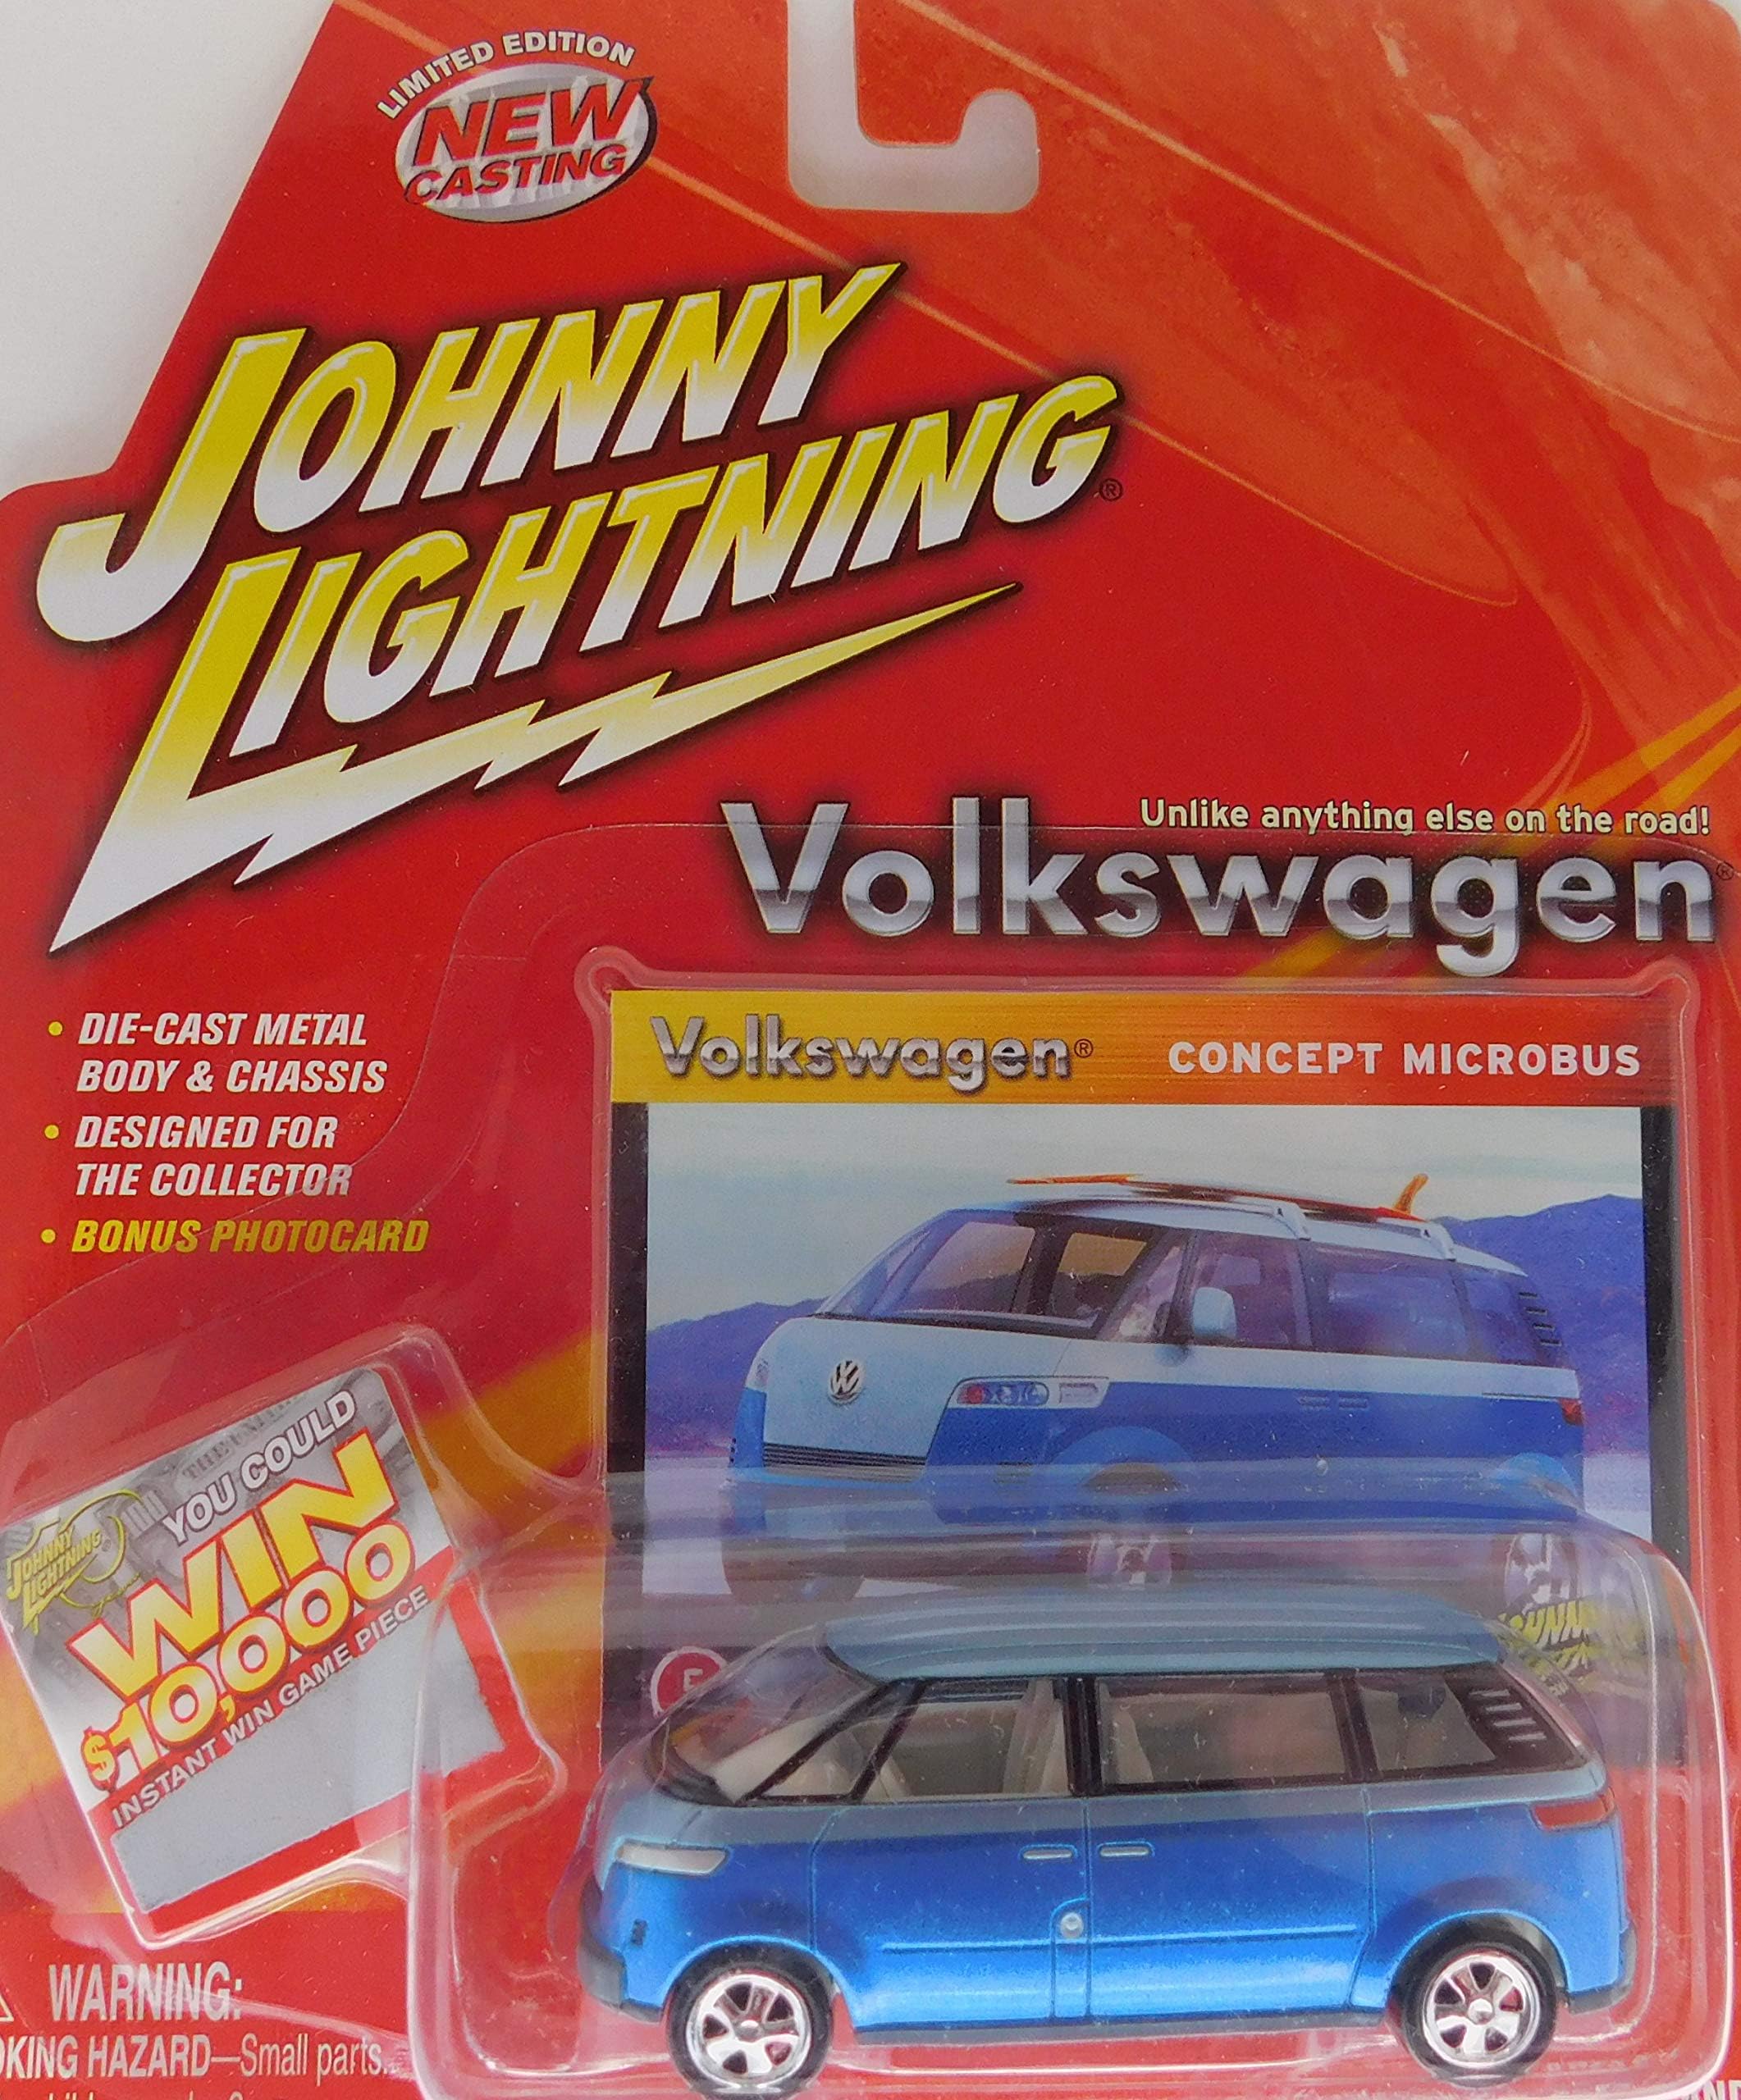 LIMITED EDITION
NEW
CASTING
JOHNNY
LIGHTNING®
Unlike anything else on the road!
Volkswagen®
• DIE-CAST METAL
BODY & CHASSIS
• DESIGNED FOR
THE COLLECTOR
• BONUS PHOTOCARD
Volkswagen® CONCEPT MICROBUS
JOHNNY
LIGHTNING
YOU COULD
WIN
$10,000
INSTANT WIN GAME PIECE
WARNING:
HAZARD—Small parts.